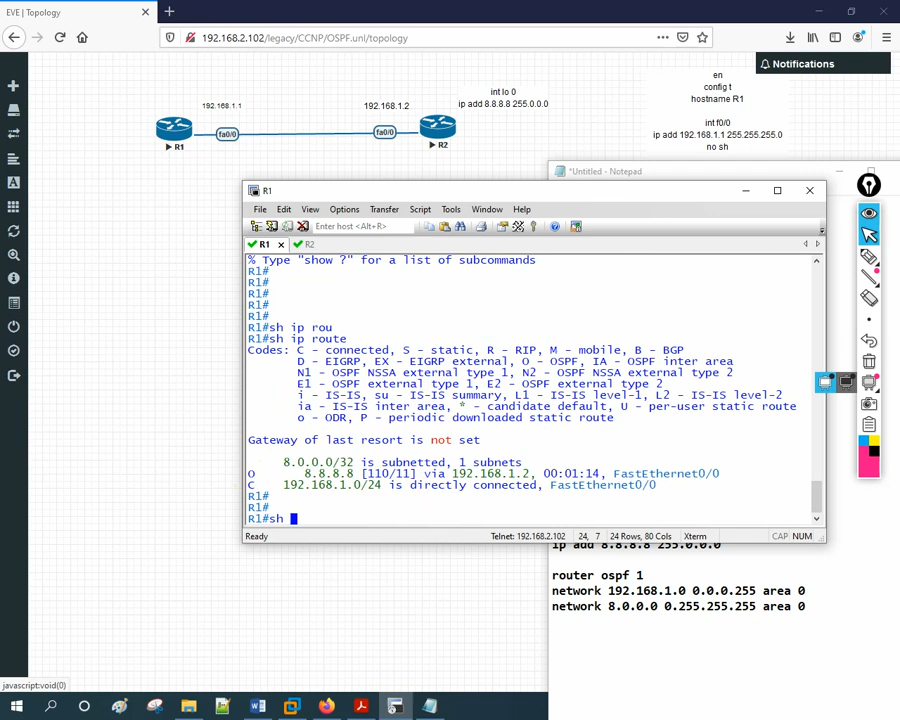 EVE | Topology
192.168.2.102/legacy/CCNP/OSPF.unl/topology
Notifications
192.168.1.1
192.168.1.2
int lo 0
ip add 8.8.8.8 255.0.0.0
en
config t
hostname R1
int f0/0
ip add 192.168.1.1 255.255.255.0
no sh
fa0/0
fa0/0
R1
R2
*Untitled - Notepad
R1
File Edit View Options Transfer Script Tools Window Help
Enter host <Alt+R>
R1
R2
% Type "show ?" for a list of subcommands
R1#
R1#
R1#
R1#
R1#
R1#sh ip rou
R1#sh ip route
Codes: C - connected, S - static, R - RIP, M - mobile, B - BGP
D - EIGRP, EX - EIGRP external, O - OSPF, IA - OSPF inter area
N1 - OSPF NSSA external type 1, N2 - OSPF NSSA external type 2
E1 - OSPF external type 1, E2 - OSPF external type 2
i - IS-IS, su - IS-IS summary, L1 - IS-IS level-1, L2 - IS-IS level-2
ia - IS-IS inter area, * - candidate default, U - per-user static route
o - ODR, P - periodic downloaded static route
Gateway of last resort is not set
8.0.0.0/32 is subnetted, 1 subnets
O 8.8.8.8 [110/11] via 192.168.1.2, 00:01:14, FastEthernet0/0
C 192.168.1.0/24 is directly connected, FastEthernet0/0
R1#
R1#
R1#sh
Ready
Telnet: 192.168.2.102
24, 7
24 Rows, 80 Cols
Xterm
CAP NUM
ip add 8.8.8.8 255.0.0.0
router ospf 1
network 192.168.1.0 0.0.0.255 area 0
network 8.0.0.0 0.255.255.255 area 0
javascript:void(0)